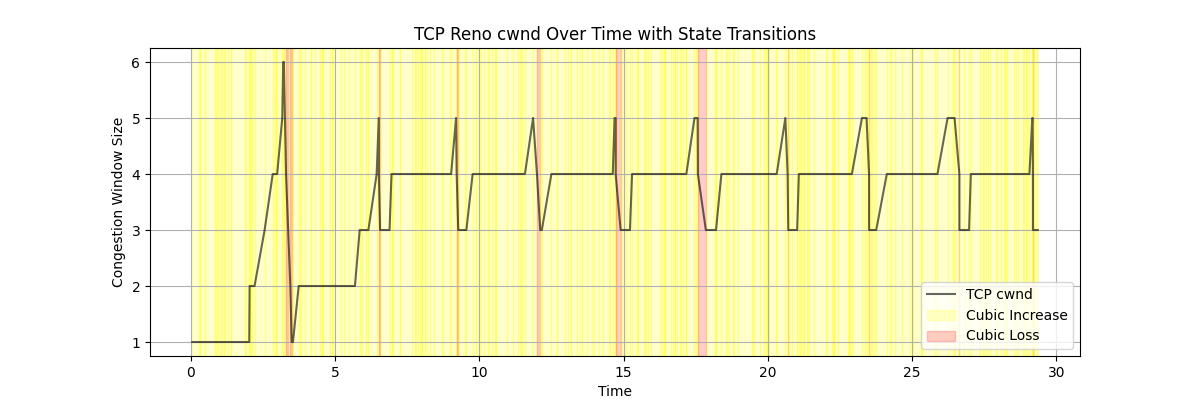 TCP Reno cwnd Over Time with State Transitions
Congestion Window Size
6
5
4
3
2
1
TCP cwnd
Cubic Increase
Cubic Loss
0 5 10 15 20 25 30
Time